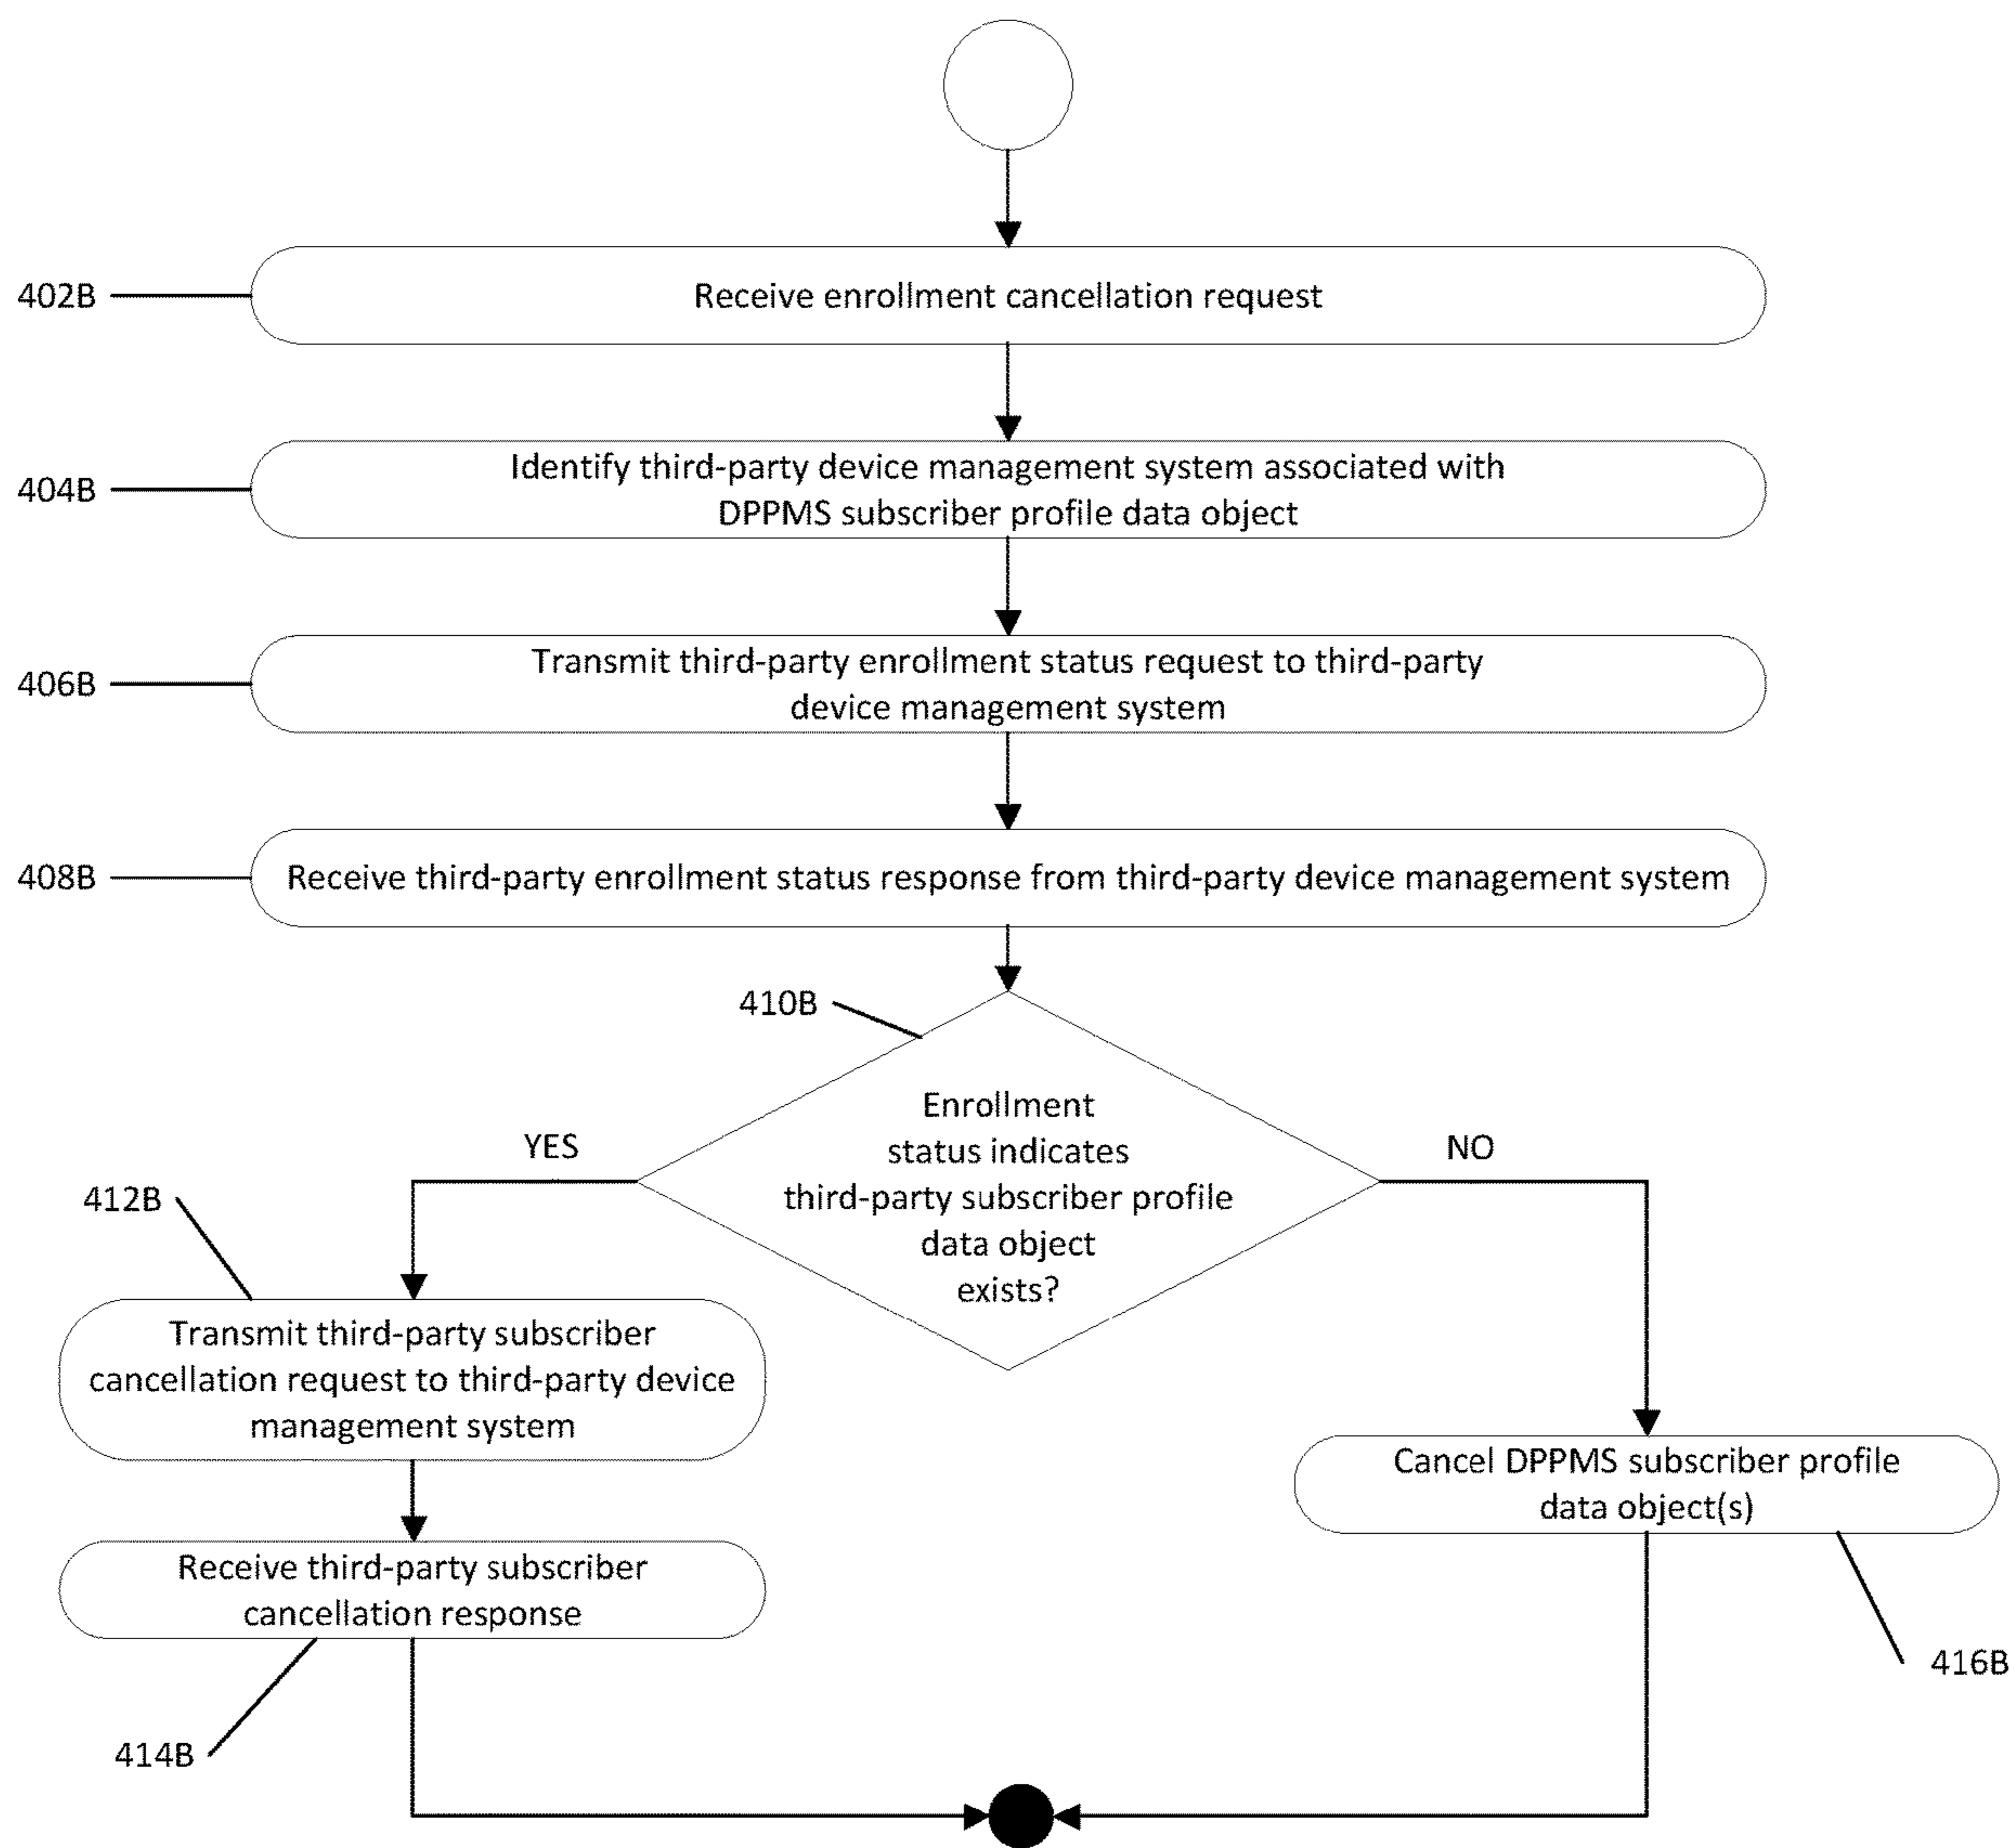 402B
Receive enrollment cancellation request
404B
Identify third-party device management system associated with
DPPMS subscriber profile data object
406B
Transmit third-party enrollment status request to third-party
device management system
408B
Receive third-party enrollment status response from third-party device management system
410B
Enrollment
status indicates
third-party subscriber profile
data object
exists?
YES
NO
412B
Transmit third-party subscriber
cancellation request to third-party device
management system
Receive third-party subscriber
cancellation response
414B
Cancel DPPMS subscriber profile
data object(s)
416B